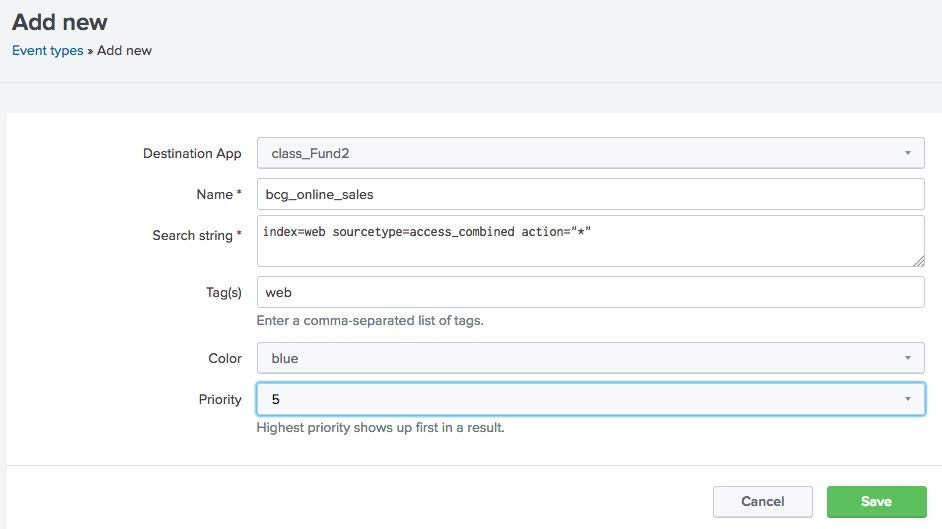 Add new
Event types » Add new
Destination App class_Fund2
Name * bcg_online_sales
Search string * index=web sourcetype=access_combined action="*"
Tag(s) web
Enter a comma-separated list of tags.
Color blue
Priority 5
Highest priority shows up first in a result.
Cancel Save